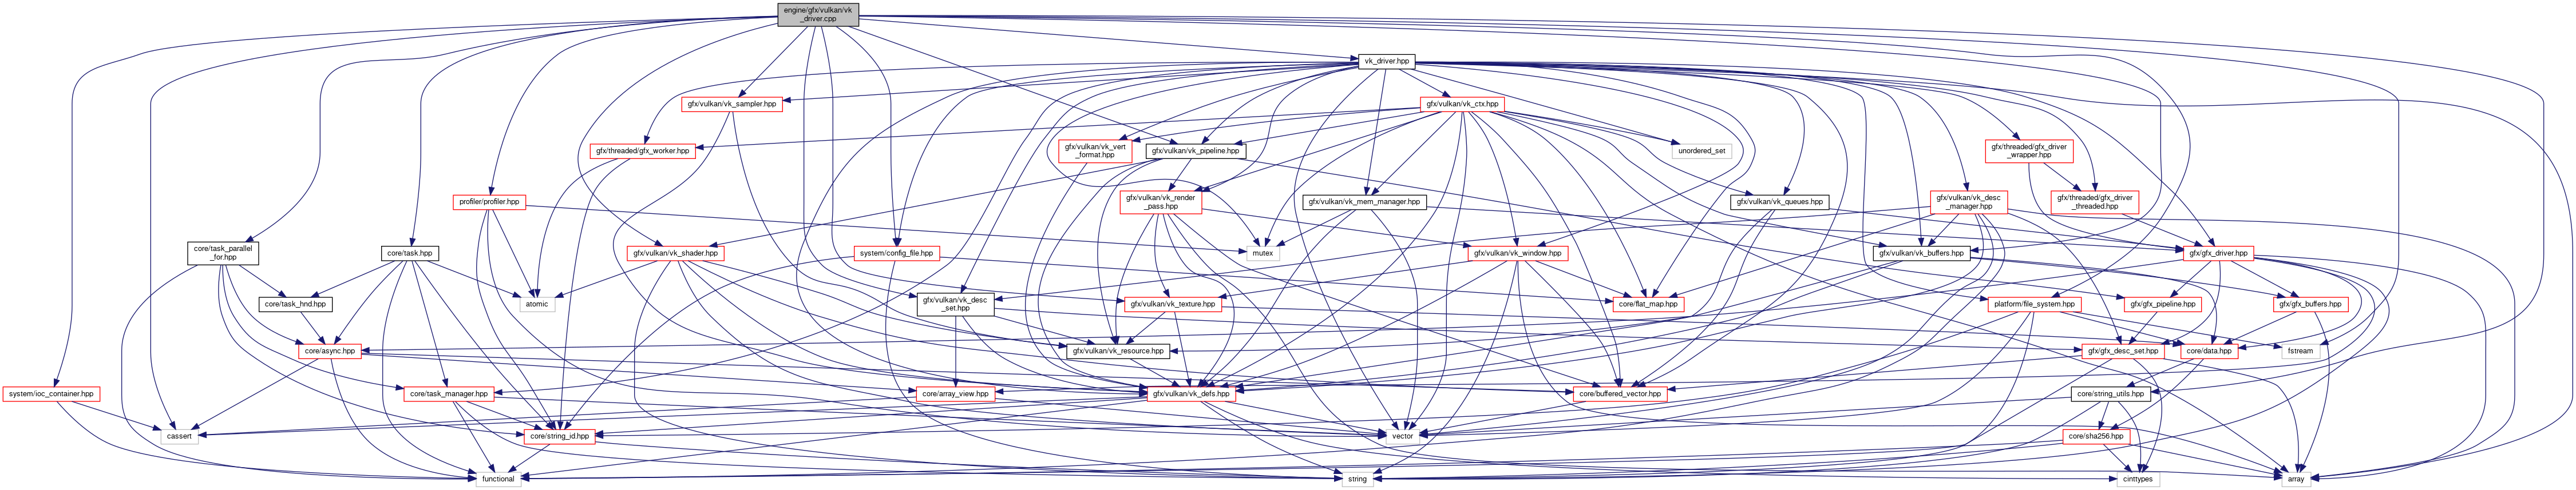 engine/gfx/vulkan/vk
_driver.cpp
vk_driver.hpp
gfx/vulkan/vk_sampler.hpp
gfx/vulkan/vk_ctx.hpp
gfx/threaded/gfx_worker.hpp
gfx/vulkan/vk_vert
_format.hpp
gfx/vulkan/vk_pipeline.hpp
unordered_set
gfx/threaded/gfx_driver
_wrapper.hpp
profiler/profiler.hpp
gfx/vulkan/vk_render
_pass.hpp
gfx/vulkan/vk_mem_manager.hpp
gfx/vulkan/vk_queues.hpp
gfx/vulkan/vk_desc
_manager.hpp
gfx/threaded/gfx_driver
_threaded.hpp
core/task_parallel
_for.hpp
core/task.hpp
gfx/vulkan/vk_shader.hpp
system/config_file.hpp
mutex
gfx/vulkan/vk_window.hpp
gfx/vulkan/vk_buffers.hpp
gfx/gfx_driver.hpp
core/task_hnd.hpp
atomic
gfx/vulkan/vk_desc
_set.hpp
gfx/vulkan/vk_texture.hpp
core/flat_map.hpp
platform/file_system.hpp
gfx/gfx_pipeline.hpp
gfx/gfx_buffers.hpp
core/async.hpp
gfx/vulkan/vk_resource.hpp
gfx/gfx_desc_set.hpp
core/data.hpp
fstream
system/ioc_container.hpp
core/task_manager.hpp
core/array_view.hpp
gfx/vulkan/vk_defs.hpp
core/buffered_vector.hpp
core/string_utils.hpp
cassert
core/string_id.hpp
vector
core/sha256.hpp
functional
string
cinttypes
array